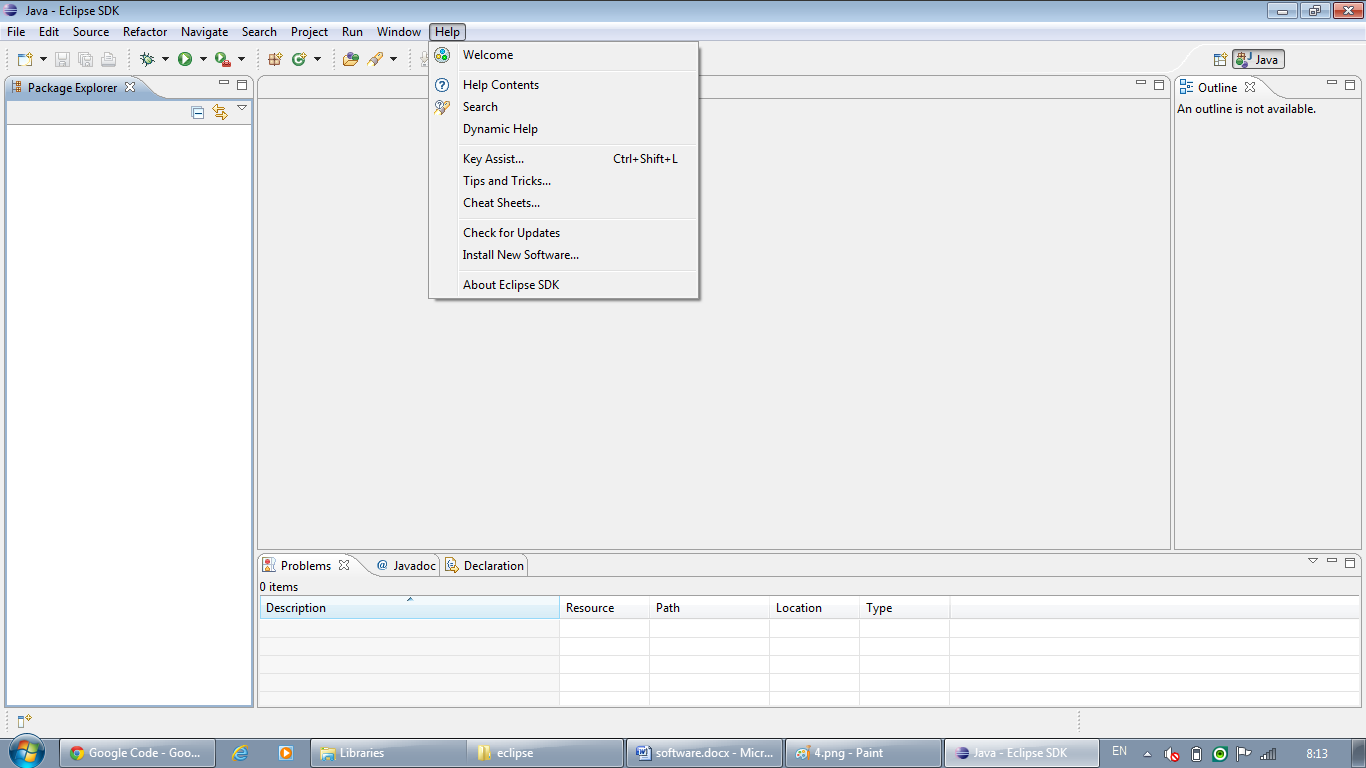 Java - Eclipse SDK
File Edit Source Refactor Navigate Search Project Run Window Help
Java
Package Explorer
Outline
An outline is not available.
Welcome
Help Contents
Search
Dynamic Help
Key Assist... Ctrl+Shift+L
Tips and Tricks...
Cheat Sheets...
Check for Updates
Install New Software...
About Eclipse SDK
Problems @ Javadoc Declaration
0 items
Description Resource Path Location Type
Google Code - Goo... Libraries eclipse software.docx - Micr... 4.png - Paint Java - Eclipse SDK EN 8:13